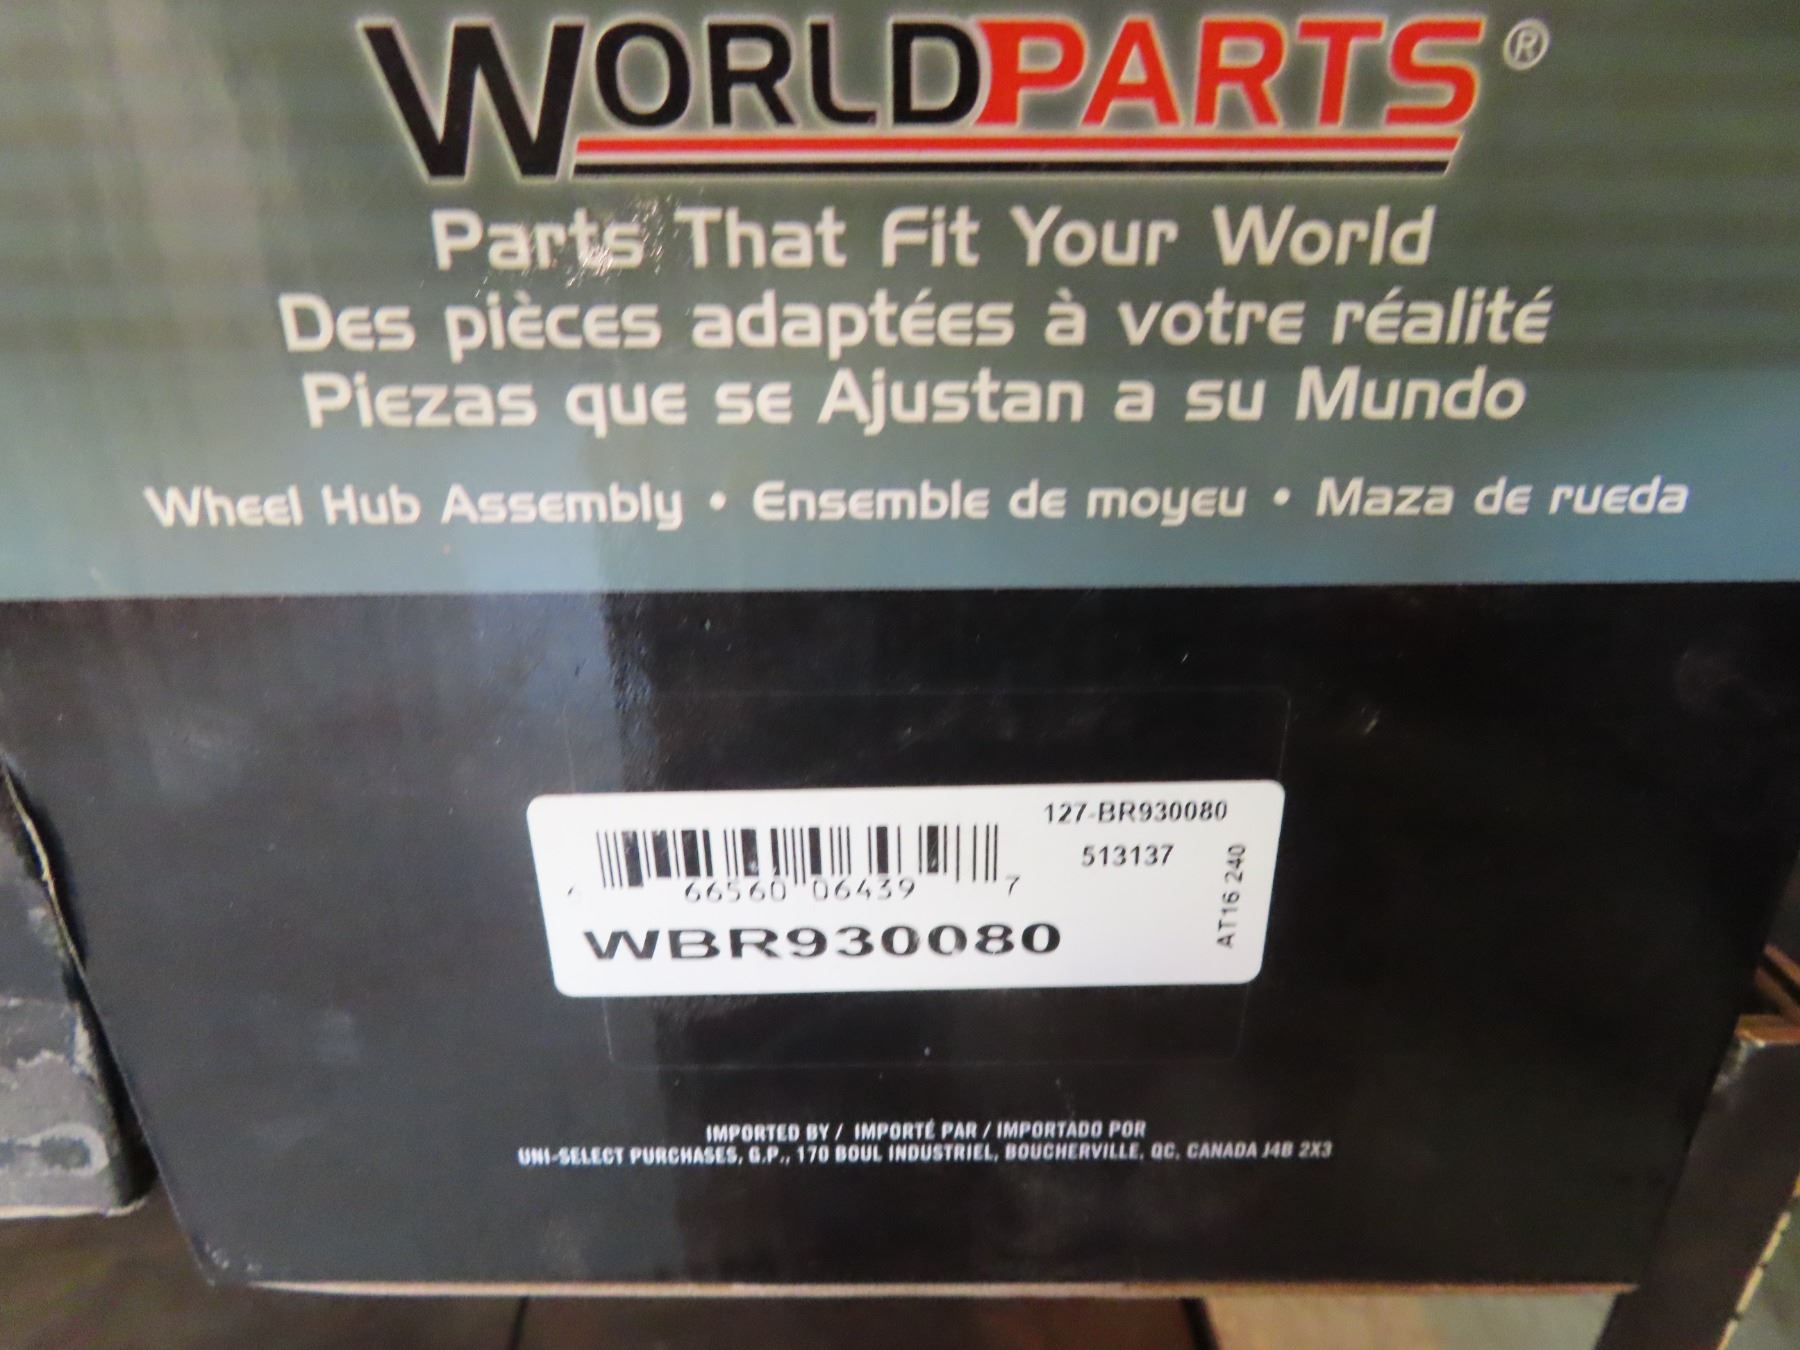 WORLDPARTS®
Parts That Fit Your World
Des pièces adaptées à votre réalité
Piezas que se Ajustan a su Mundo
Wheel Hub Assembly • Ensemble de moyeu • Maza de rueda
127-BR930080
513137
AT16 240
6 66560 06439 7
WBR930080
IMPORTED BY / IMPORTÉ PAR / IMPORTADO POR
UNI-SELECT PURCHASES, G.P., 170 BOUL INDUSTRIEL, BOUCHERVILLE, QC, CANADA J4B 2X3